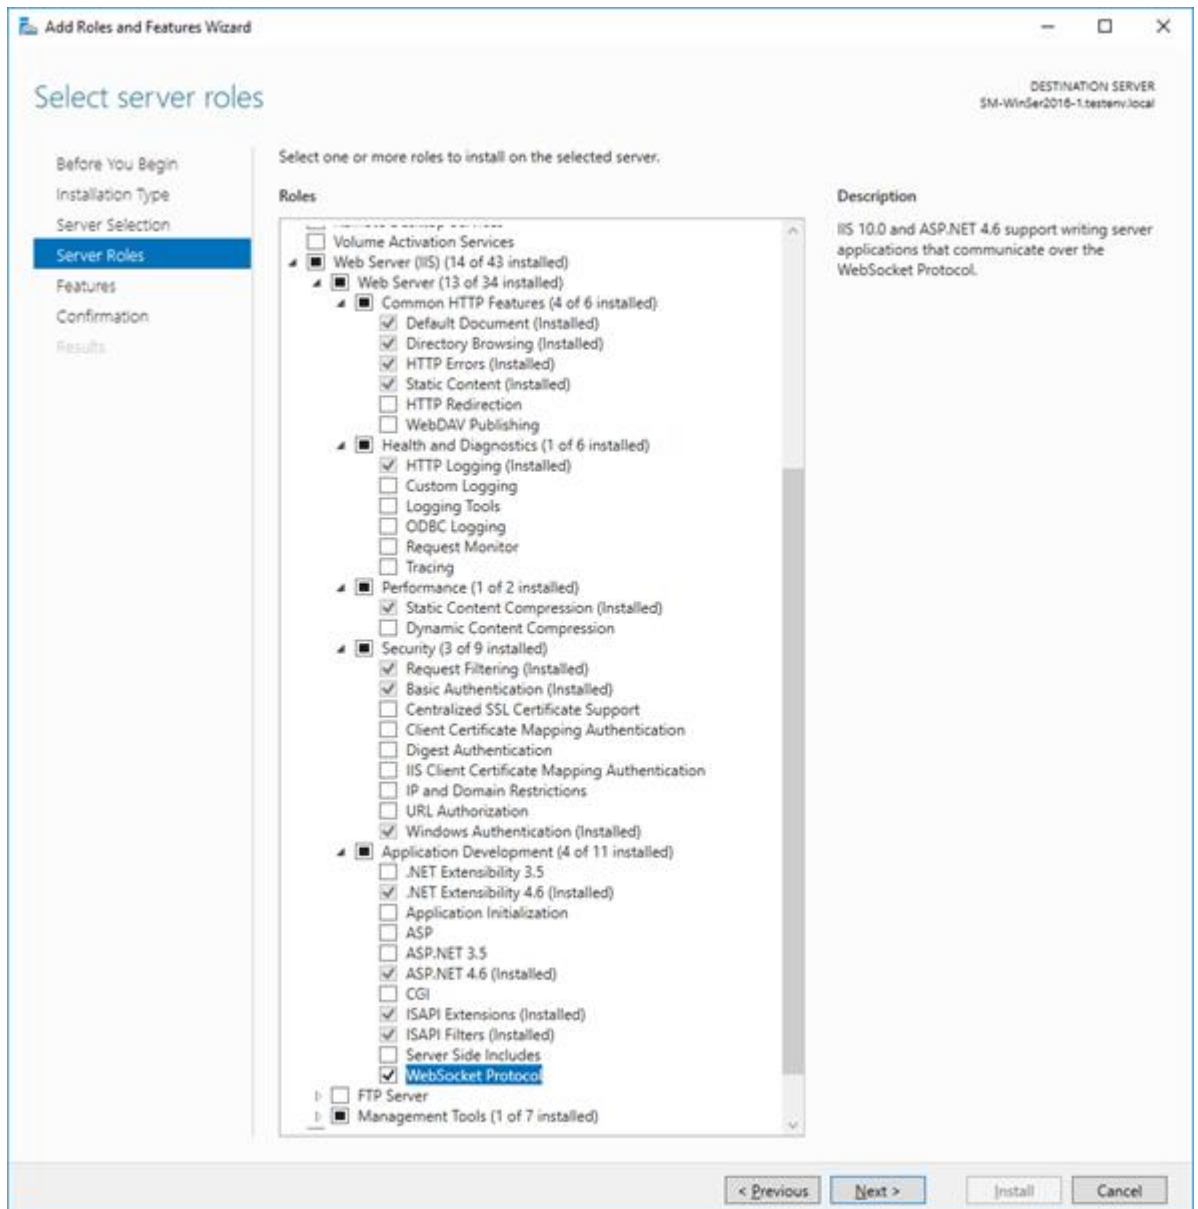 Add Roles and Features Wizard
Select server roles
DESTINATION SERVER
SM-WinSer2016-1.testenv.local
Before You Begin
Installation Type
Server Selection
Server Roles
Features
Confirmation
Results
Select one or more roles to install on the selected server.
Roles
Volume Activation Services
Web Server (IIS) (14 of 43 installed)
Web Server (13 of 34 installed)
Common HTTP Features (4 of 6 installed)
Default Document (Installed)
Directory Browsing (Installed)
HTTP Errors (Installed)
Static Content (Installed)
HTTP Redirection
WebDAV Publishing
Health and Diagnostics (1 of 6 installed)
HTTP Logging (Installed)
Custom Logging
Logging Tools
ODBC Logging
Request Monitor
Tracing
Performance (1 of 2 installed)
Static Content Compression (Installed)
Dynamic Content Compression
Security (3 of 9 installed)
Request Filtering (Installed)
Basic Authentication (Installed)
Centralized SSL Certificate Support
Client Certificate Mapping Authentication
Digest Authentication
IIS Client Certificate Mapping Authentication
IP and Domain Restrictions
URL Authorization
Windows Authentication (Installed)
Application Development (4 of 11 installed)
.NET Extensibility 3.5
.NET Extensibility 4.6 (Installed)
Application Initialization
ASP
ASP.NET 3.5
ASP.NET 4.6 (Installed)
CGI
ISAPI Extensions (Installed)
ISAPI Filters (Installed)
Server Side Includes
WebSocket Protocol
FTP Server
Management Tools (1 of 7 installed)
Description
IIS 10.0 and ASP.NET 4.6 support writing server
applications that communicate over the
WebSocket Protocol.
< Previous
Next >
Install
Cancel